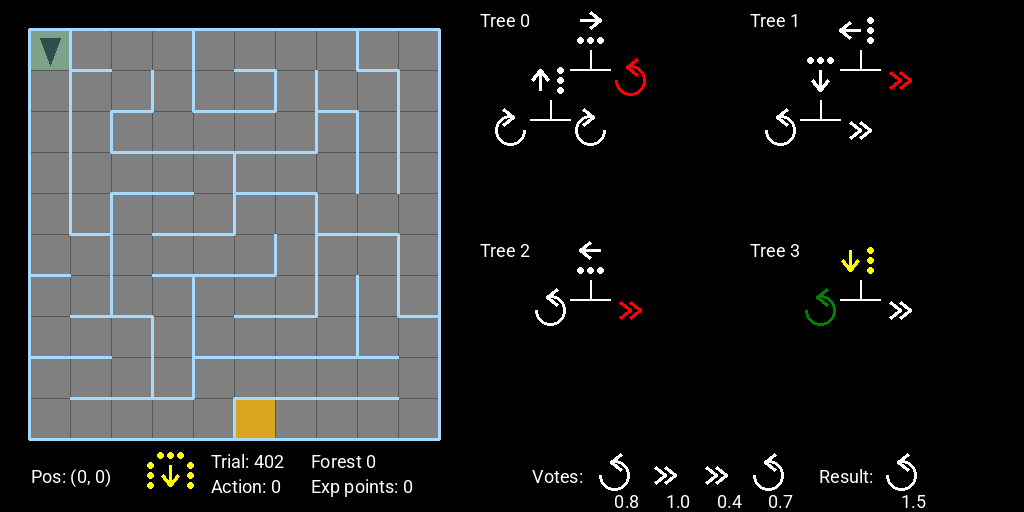 Tree 0
Tree 1
Tree 2
Tree 3
Pos: (0, 0)
Trial: 402
Forest 0
Action: 0
Exp points: 0
Votes:
0.8
1.0
0.4
0.7
Result:
1.5